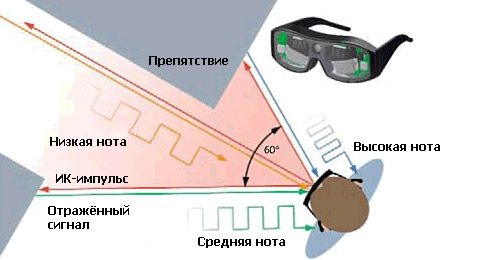 Препятствие
Низкая нота
60°
Высокая нота
ИК-импульс
Отражённый
сигнал
Средняя нота